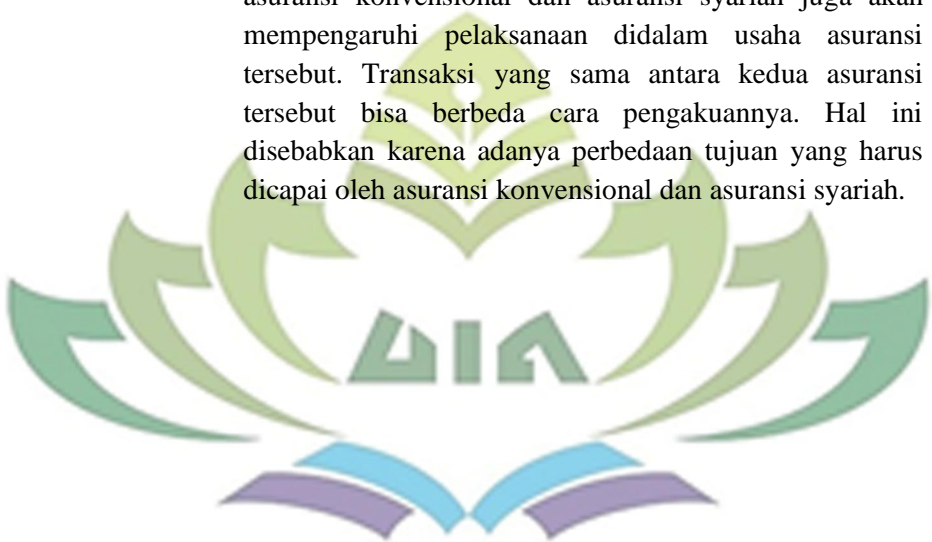 asuransi konvensional dan asuransi syariah juga akan
mempengaruhi pelaksanaan didalam usaha asuransi
tersebut. Transaksi yang sama antara kedua asuransi
tersebut bisa berbeda cara pengakuannya. Hal ini
disebabkan karena adanya perbedaan tujuan yang harus
dicapai oleh asuransi konvensional dan asuransi syariah.
UIN